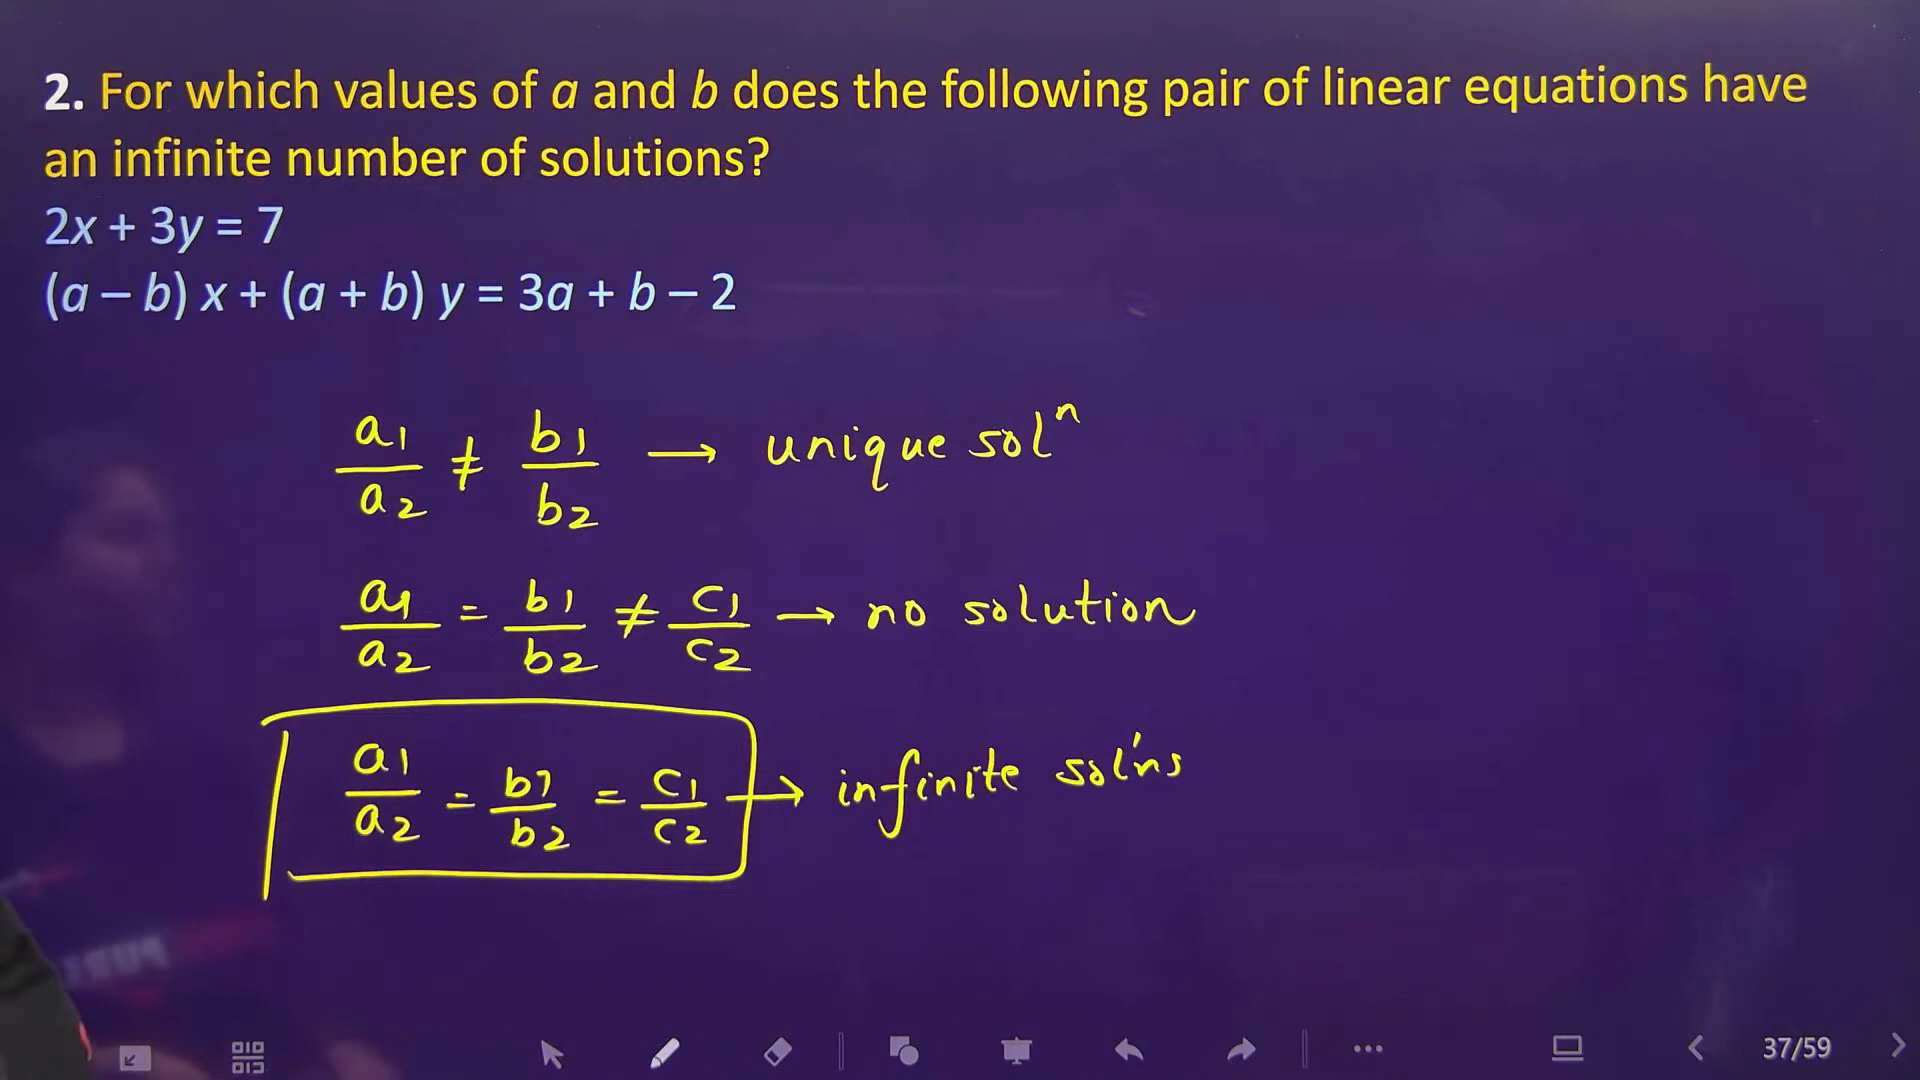 2. For which values of a and b does the following pair of linear equations have
an infinite number of solutions?
2x + 3y = 7
(a – b) x + (a + b) y = 3a + b – 2
a1/a2 ≠ b1/b2 → unique solⁿ
a1/a2 = b1/b2 ≠ c1/c2 → no solution
a1/a2 = b1/b2 = c1/c2 → infinite sol'ns
37/59